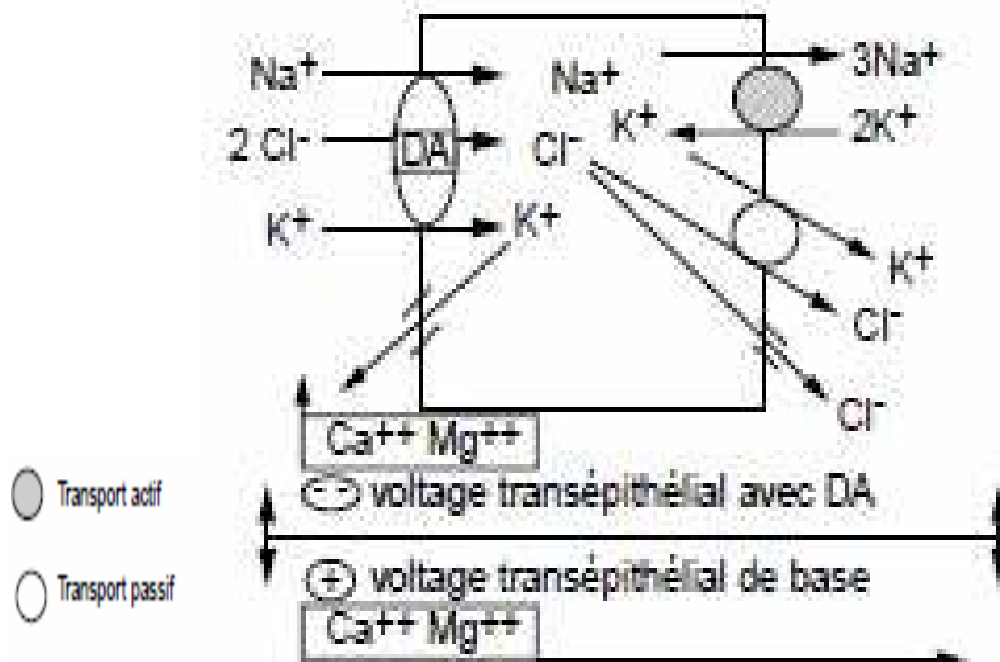 Na+ Na+ 3Na+
K+ 2K+
2 Cl- DA Cl-
K+ K+
K+
Cl-
Cl-
Ca++ Mg++
Transport actif
(- -) voltage transépithélial avec DA
Transport passif
(+) voltage transépithélial de base
Ca++ Mg++